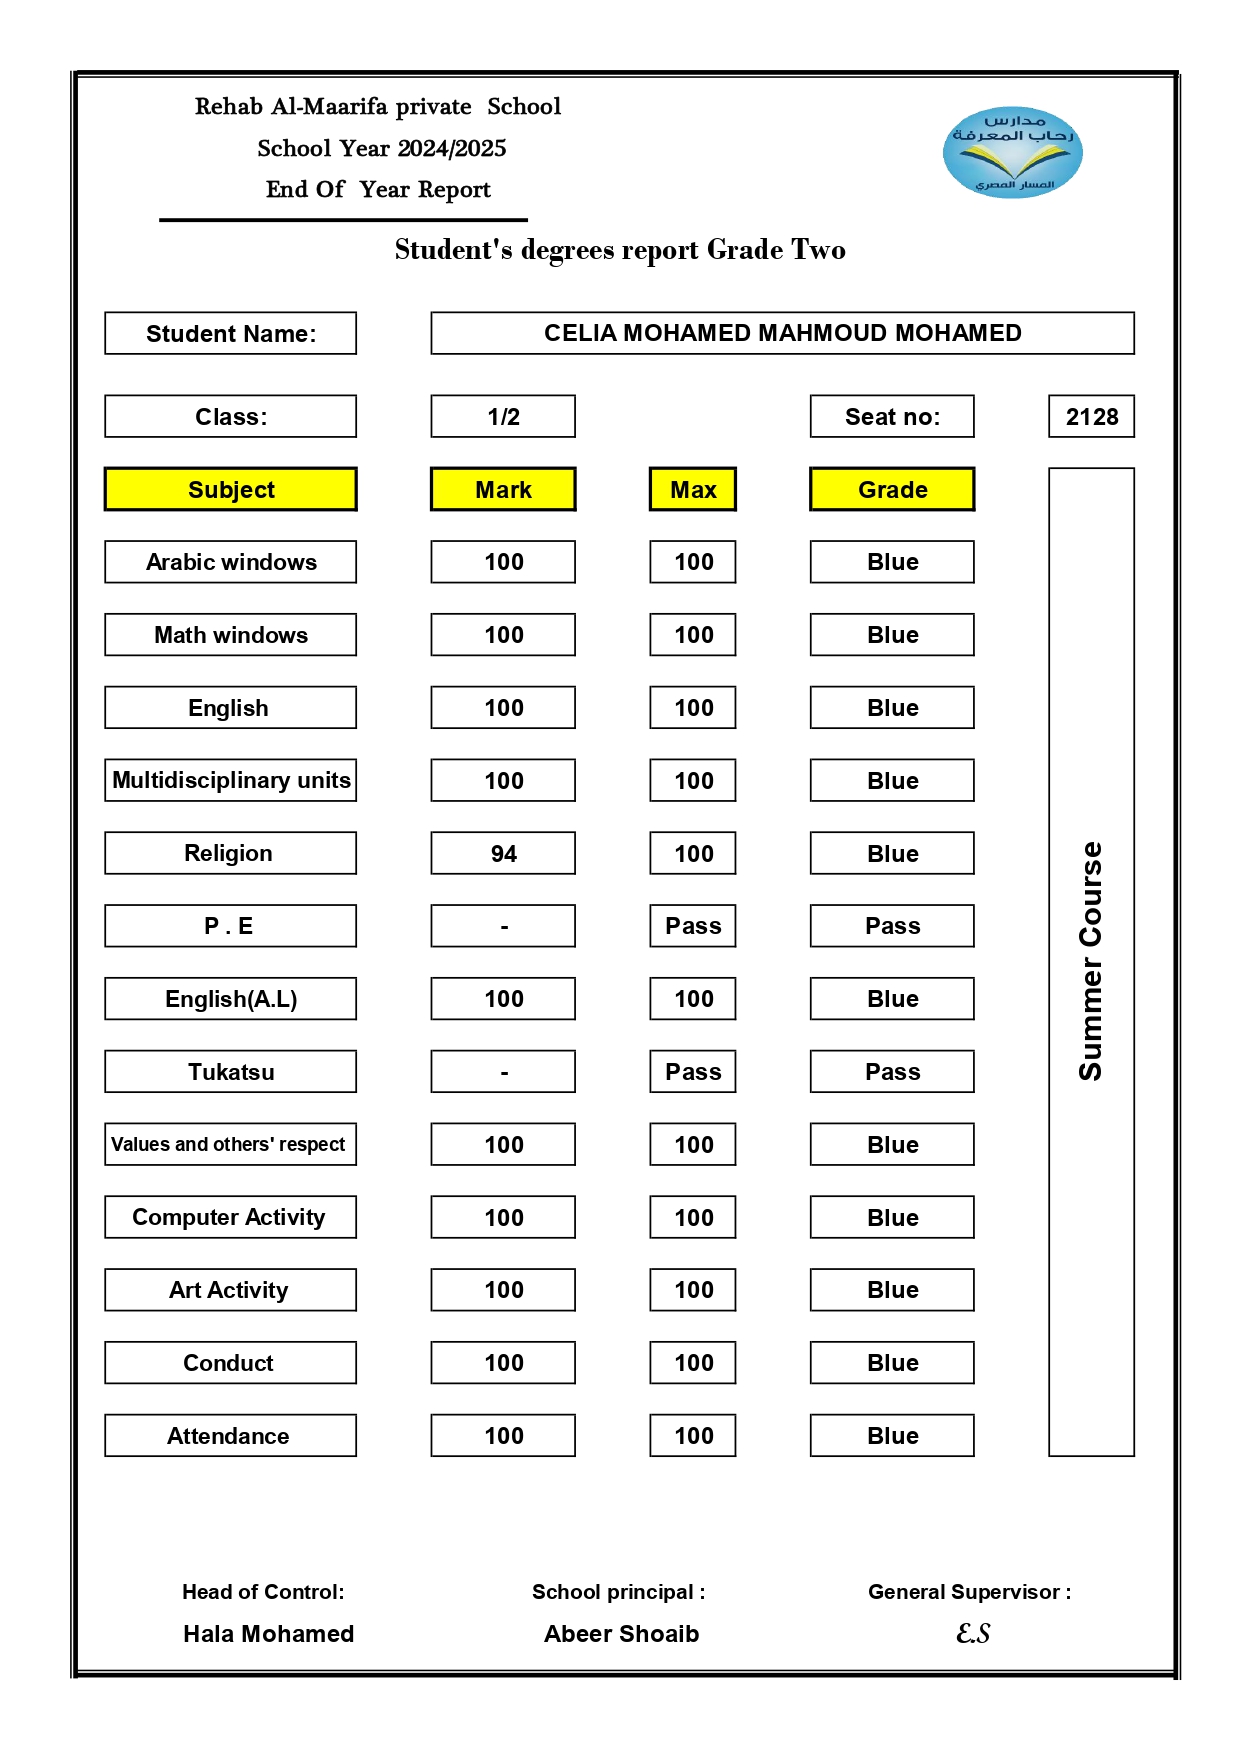 Rehab Al-Maarifa private School
School Year 2024/2025
End Of Year Report
مدارس
رحاب المعرفة
المسار المصري
Student's degrees report Grade Two
Student Name: CELIA MOHAMED MAHMOUD MOHAMED
Class: 1/2 Seat no: 2128
Subject Mark Max Grade
Arabic windows 100 100 Blue
Math windows 100 100 Blue
English 100 100 Blue
Multidisciplinary units 100 100 Blue
Religion 94 100 Blue
P . E - Pass Pass
English(A.L) 100 100 Blue
Tukatsu - Pass Pass
Values and others' respect 100 100 Blue
Computer Activity 100 100 Blue
Art Activity 100 100 Blue
Conduct 100 100 Blue
Attendance 100 100 Blue
Summer Course
Head of Control: School principal : General Supervisor :
Hala Mohamed Abeer Shoaib E.S